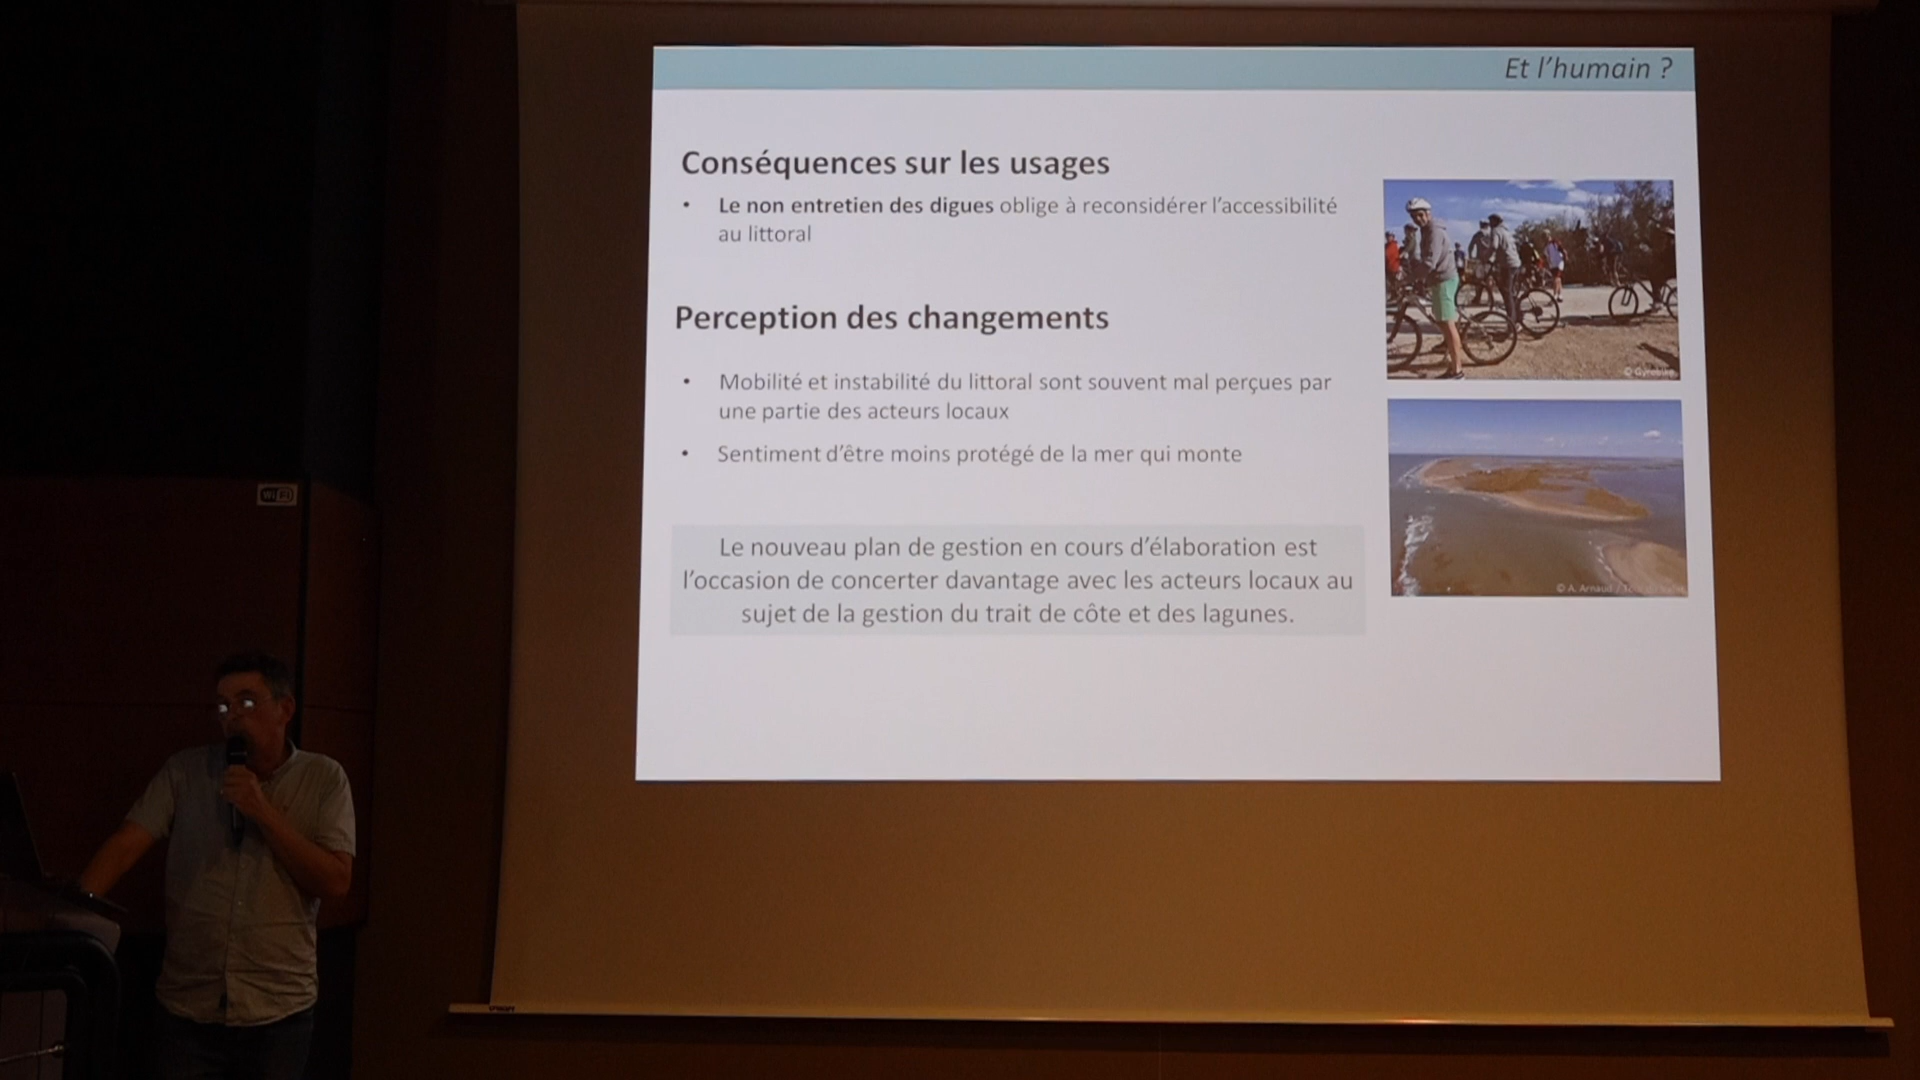 Et l'humain ?
Conséquences sur les usages
• Le non entretien des digues oblige à reconsidérer l'accessibilité
au littoral
Perception des changements
• Mobilité et instabilité du littoral sont souvent mal perçues par
une partie des acteurs locaux
• Sentiment d'être moins protégé de la mer qui monte
Le nouveau plan de gestion en cours d'élaboration est
l'occasion de concerter davantage avec les acteurs locaux au
sujet de la gestion du trait de côte et des lagunes.
© A. Arnaud /
WiFi